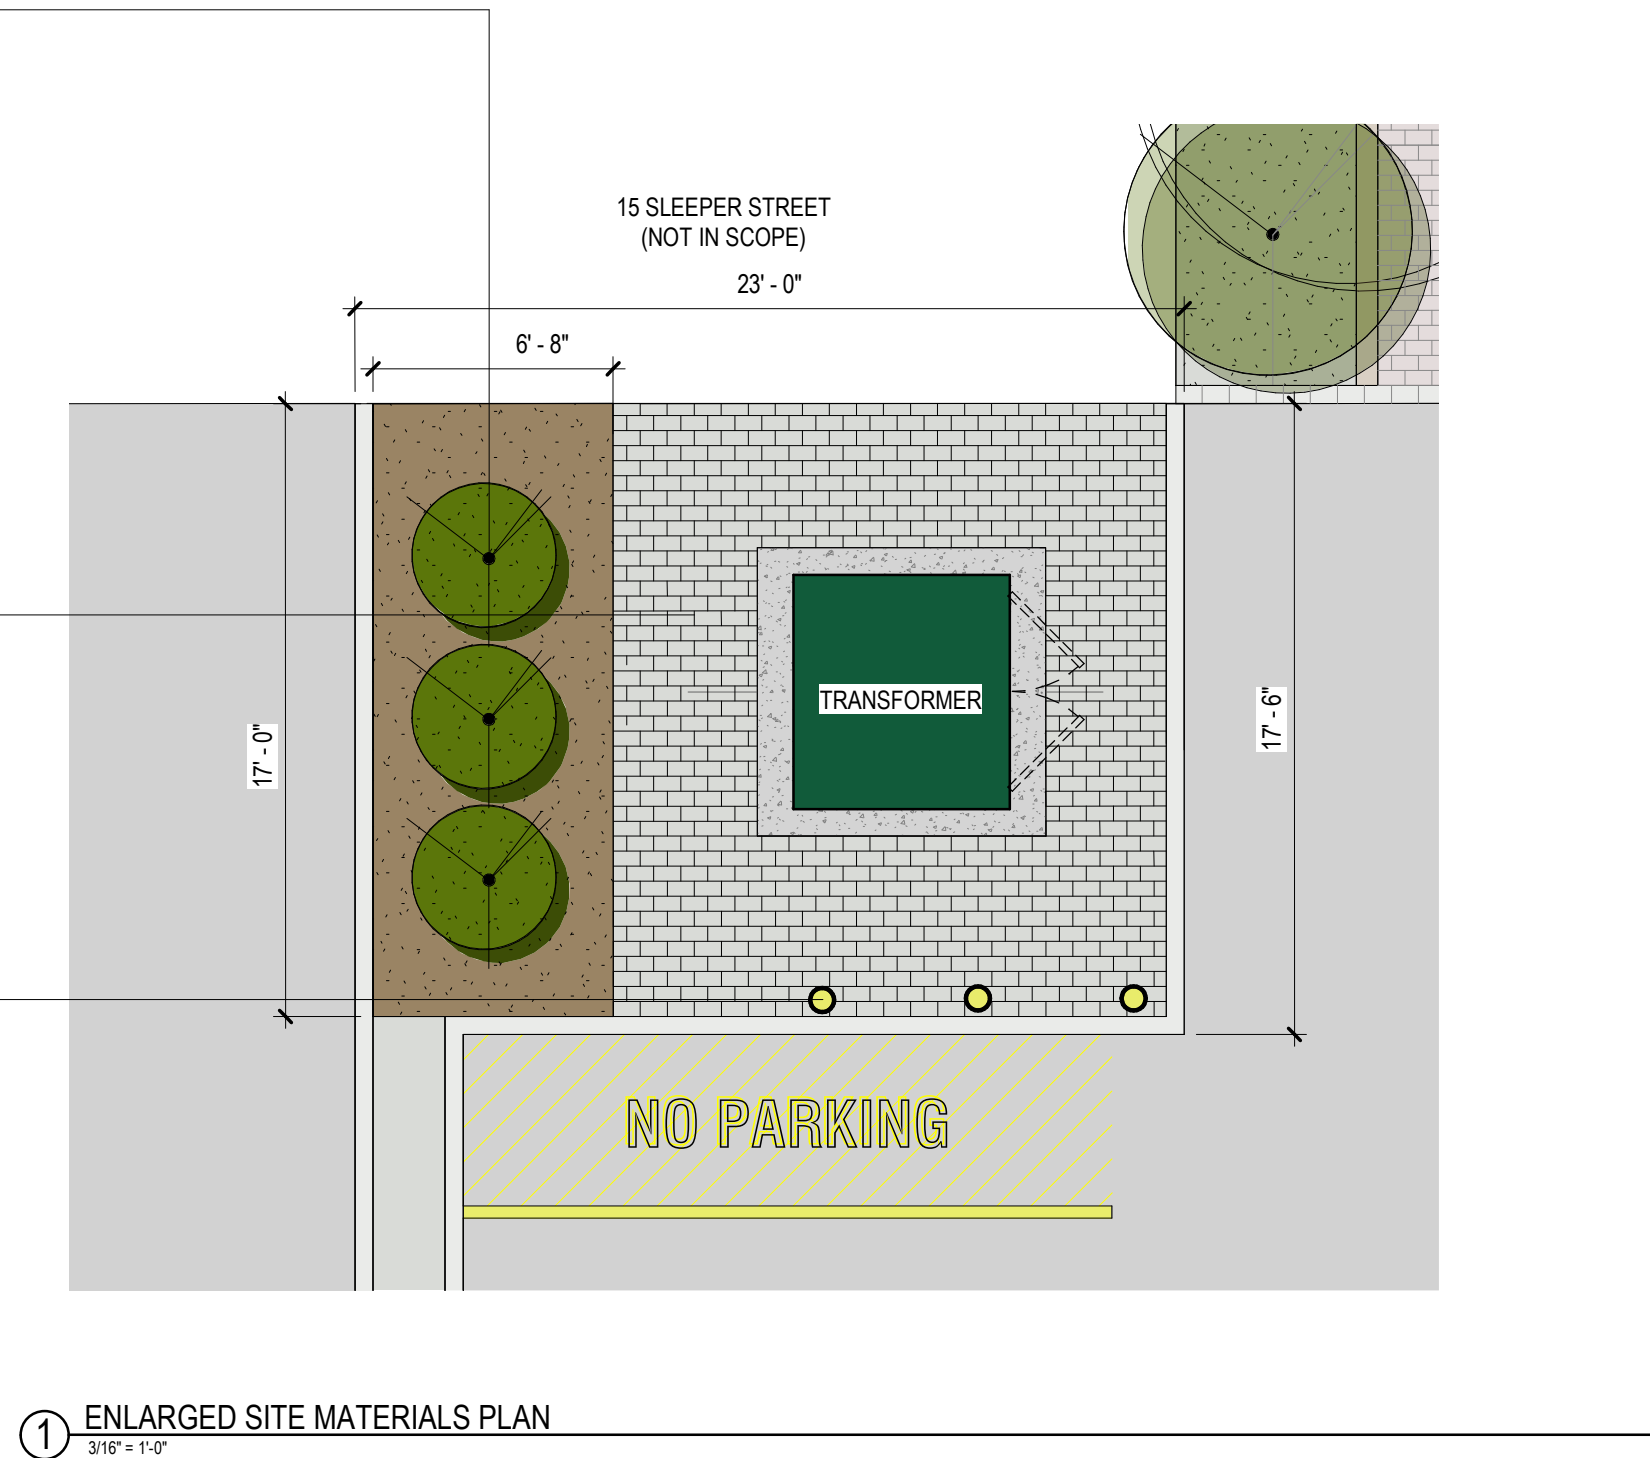 15 SLEEPER STREET
(NOT IN SCOPE)
23' - 0"
6' - 8"
17' - 0"
TRANSFORMER
17' - 6"
NO PARKING
1
ENLARGED SITE MATERIALS PLAN
3/16" = 1'-0"